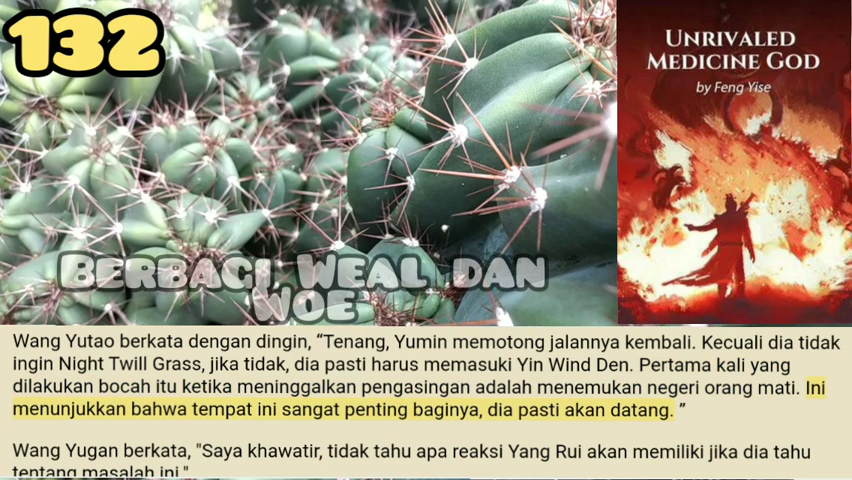 132
UNRIVALED
MEDICINE GOD
by Feng Yise
BERBAGI WEAL DAN
WOE
Wang Yutao berkata dengan dingin, “Tenang, Yumin memotong jalannya kembali. Kecuali dia tidak
ingin Night Twill Grass, jika tidak, dia pasti harus memasuki Yin Wind Den. Pertama kali yang
dilakukan bocah itu ketika meninggalkan pengasingan adalah menemukan negeri orang mati. Ini
menunjukkan bahwa tempat ini sangat penting baginya, dia pasti akan datang. ”
Wang Yugan berkata, "Saya khawatir, tidak tahu apa reaksi Yang Rui akan memiliki jika dia tahu
tentang masalah ini."